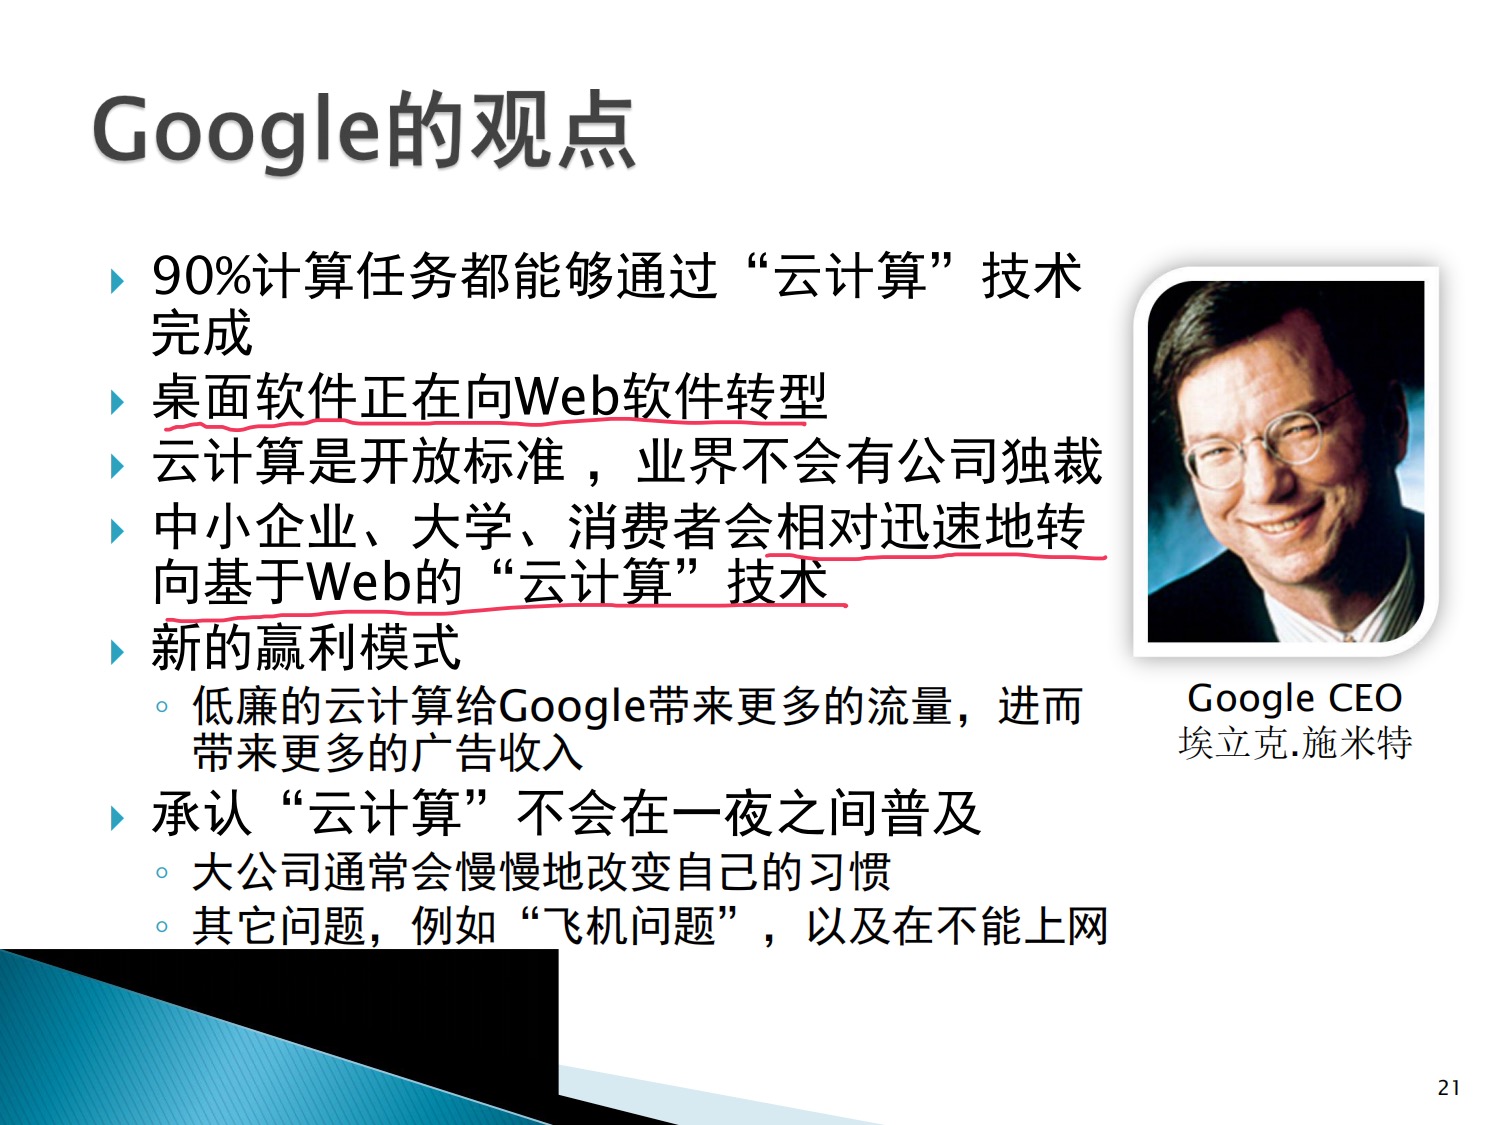 Google的观点
90%计算任务都能够通过“云计算”技术
完成
桌面软件正在向Web软件转型
云计算是开放标准，业界不会有公司独裁
中小企业、大学、消费者会相对迅速地转
向基于Web的“云计算”技术
新的赢利模式
低廉的云计算给Google带来更多的流量，进而
带来更多的广告收入
承认“云计算”不会在一夜之间普及
大公司通常会慢慢地改变自己的习惯
其它问题，例如“飞机问题”，以及在不能上网
Google CEO
埃立克.施米特
21